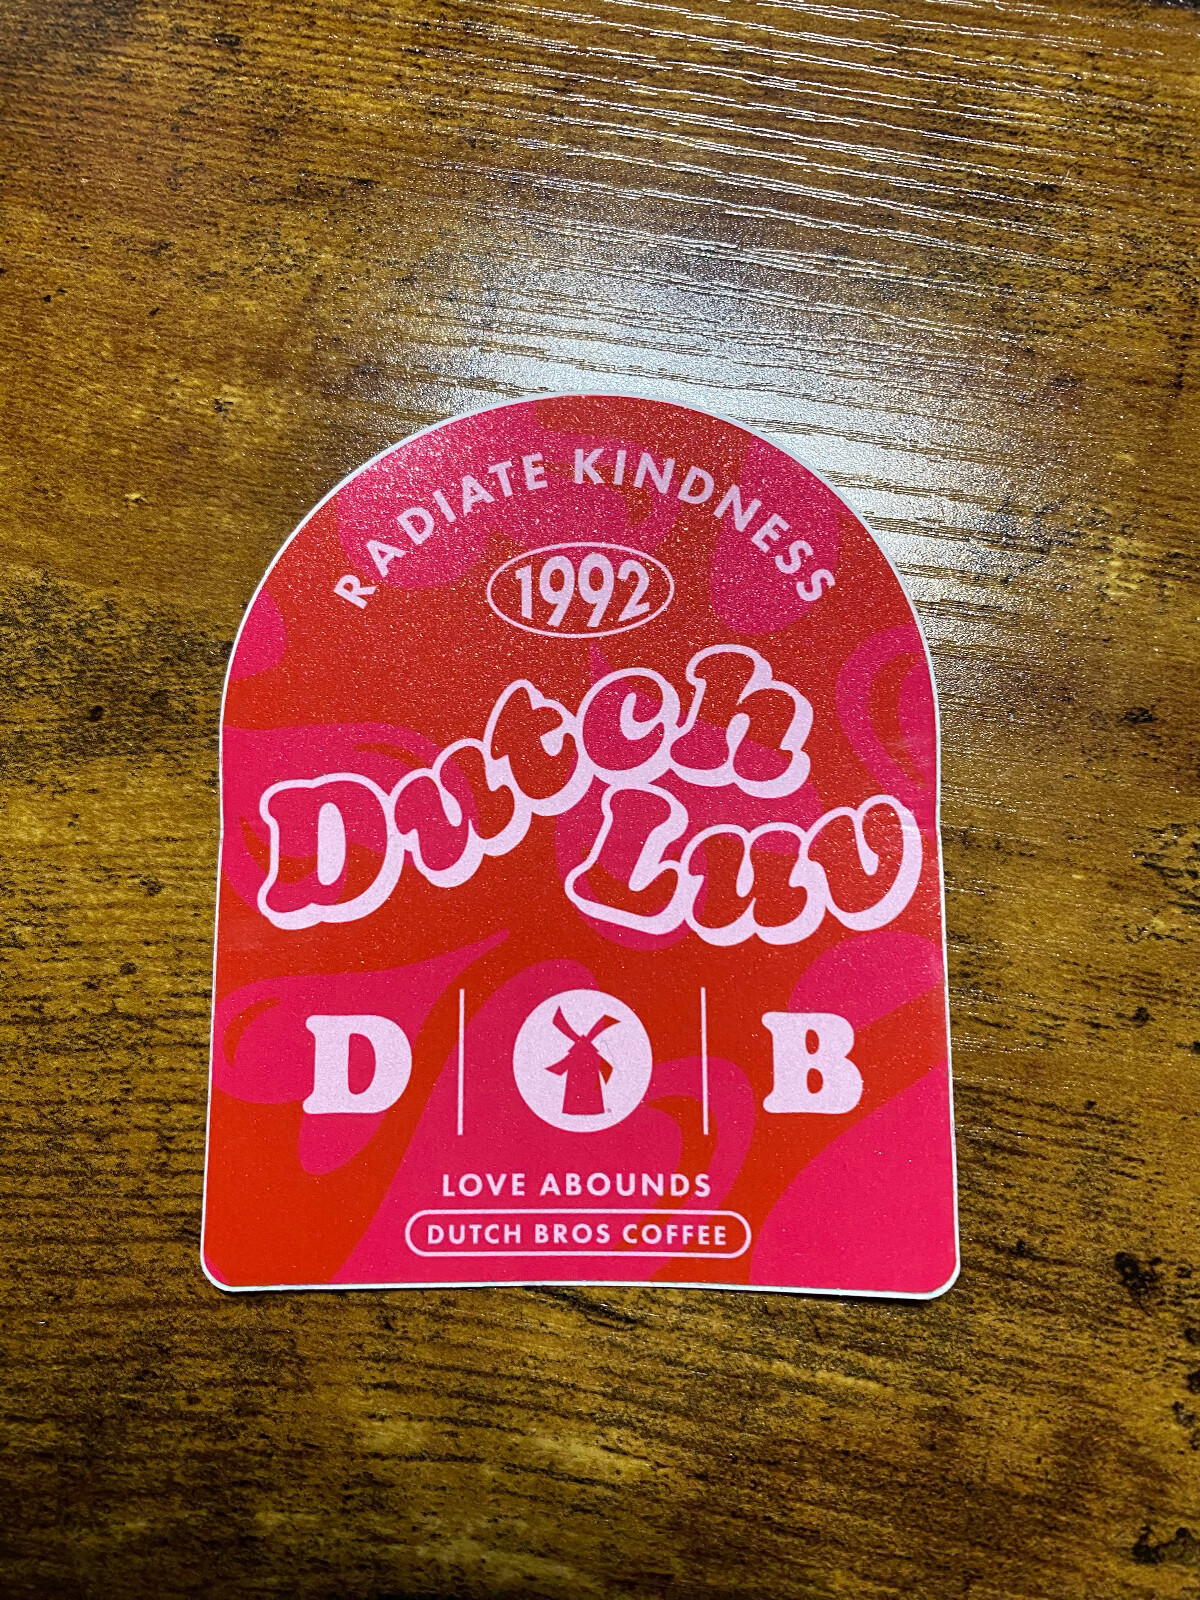 RADIATE KINDNESS
1992
Dutch
Luv
D B
LOVE ABOUNDS
DUTCH BROS COFFEE